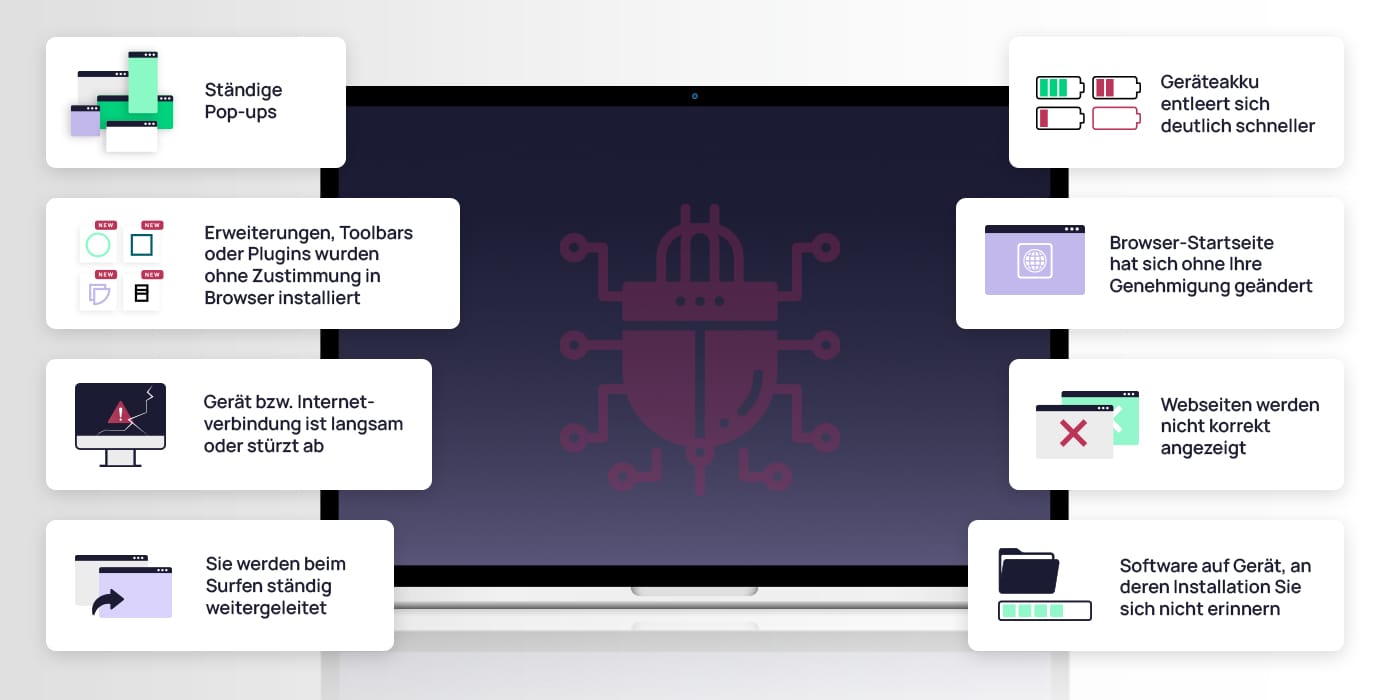 Ständige
Pop-ups
NEW
NEW
NEW
NEW
Erweiterungen, Toolbars
oder Plugins wurden
ohne Zustimmung in
Browser installiert
Gerät bzw. Internet-
verbindung ist langsam
oder stürzt ab
Sie werden beim
Surfen ständig
weitergeleitet
Geräteakku
entleert sich
deutlich schneller
Browser-Startseite
hat sich ohne Ihre
Genehmigung geändert
Webseiten werden
nicht korrekt
angezeigt
Software auf Gerät, an
deren Installation Sie
sich nicht erinnern